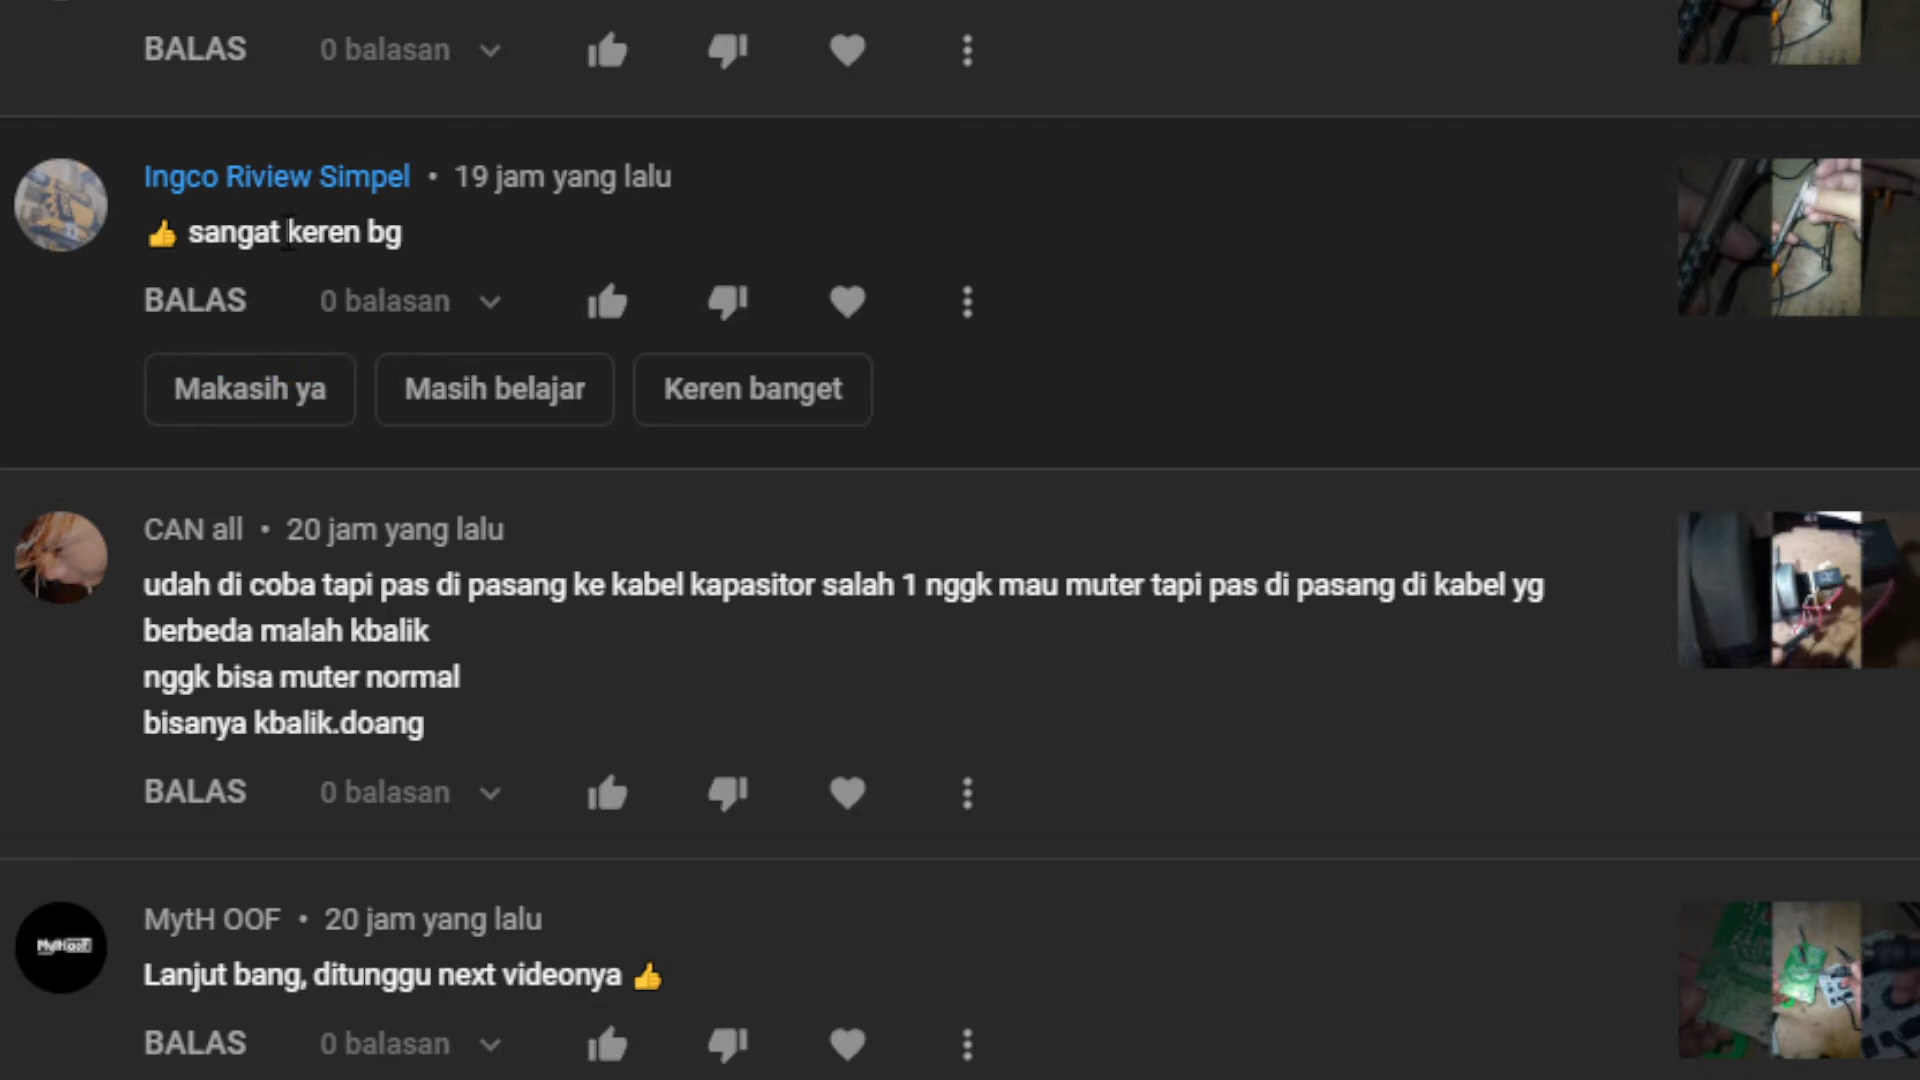 BALAS 0 balasan
Ingco Riview Simpel • 19 jam yang lalu
👍 sangat keren bg
BALAS 0 balasan
Makasih ya Masih belajar Keren banget
CAN all • 20 jam yang lalu
udah di coba tapi pas di pasang ke kabel kapasitor salah 1 nggk mau muter tapi pas di pasang di kabel yg
berbeda malah kbalik
nggk bisa muter normal
bisanya kbalik.doang
BALAS 0 balasan
MytH OOF • 20 jam yang lalu
Lanjut bang, ditunggu next videonya 👍
BALAS 0 balasan